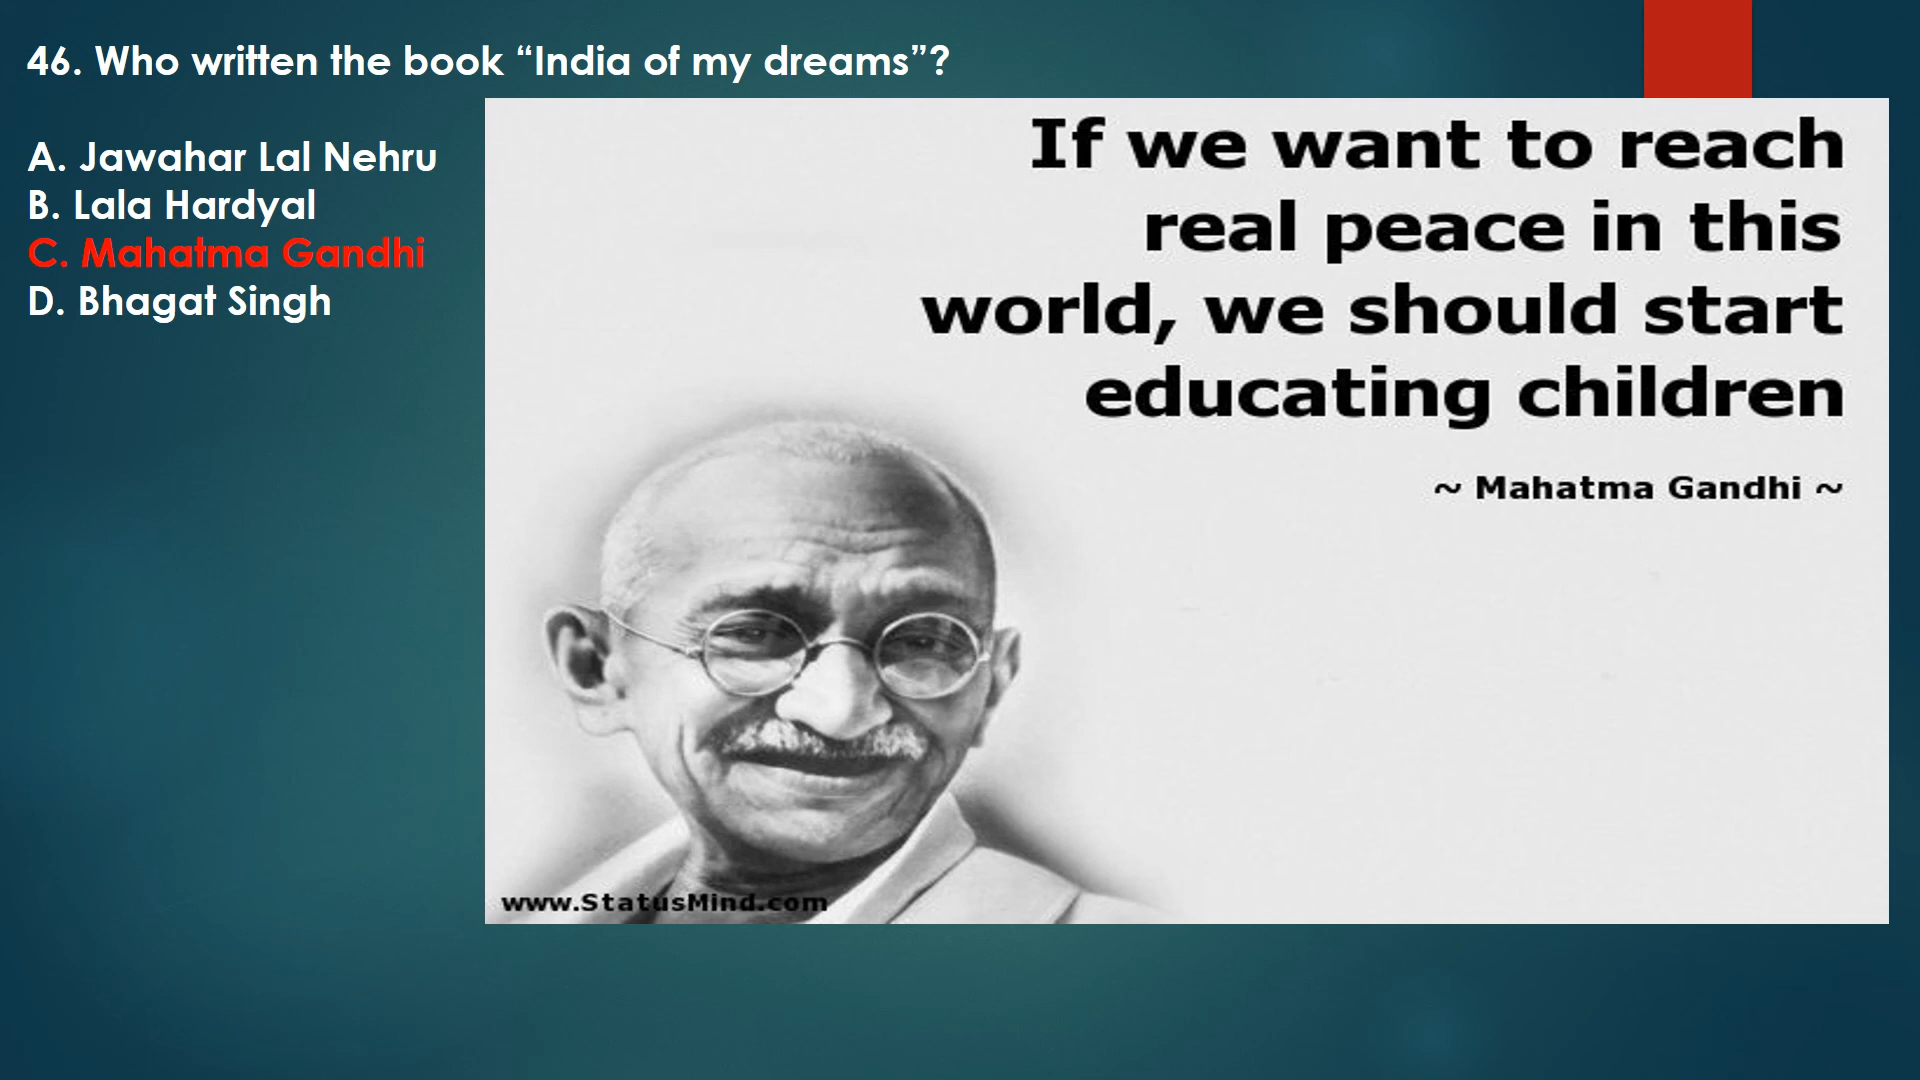 46. Who written the book “India of my dreams”?
A. Jawahar Lal Nehru
B. Lala Hardyal
C. Mahatma Gandhi
D. Bhagat Singh
If we want to reach
real peace in this
world, we should start
educating children
~ Mahatma Gandhi ~
www.StatusMind.com